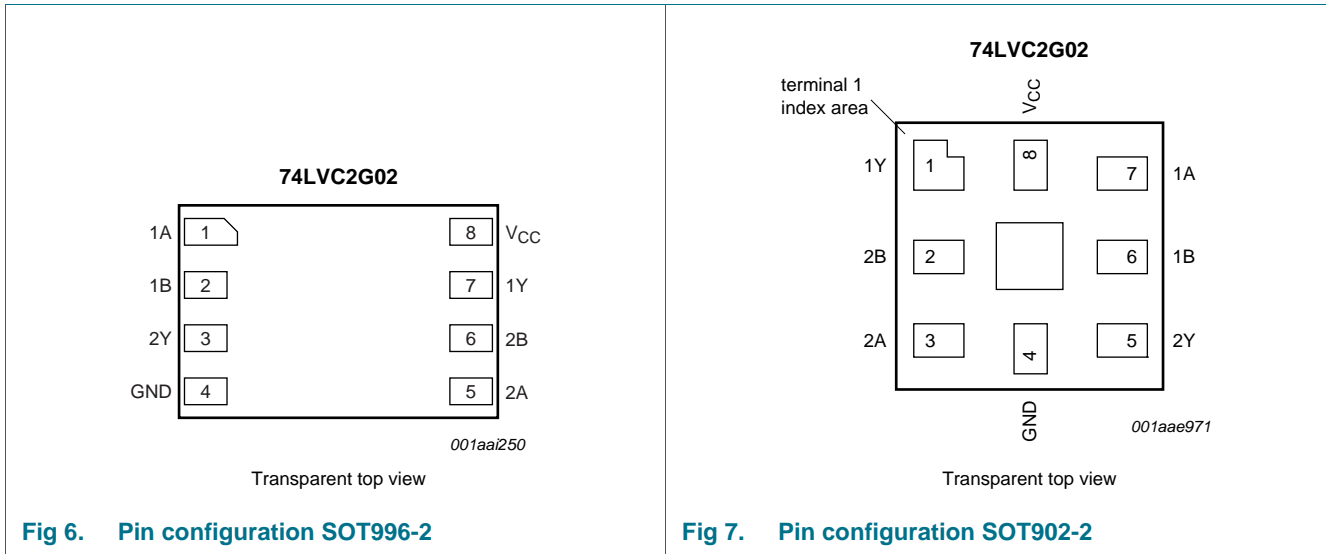 74LVC2G02
1A 1 8 VCC
1B 2 7 1Y
2Y 3 6 2B
GND 4 5 2A
001aai250
Transparent top view
Fig 6. Pin configuration SOT996-2
74LVC2G02
terminal 1
index area
VCC
1Y 1 8 7 1A
2B 2 6 1B
2A 3 4 5 2Y
GND
001aae971
Transparent top view
Fig 7. Pin configuration SOT902-2